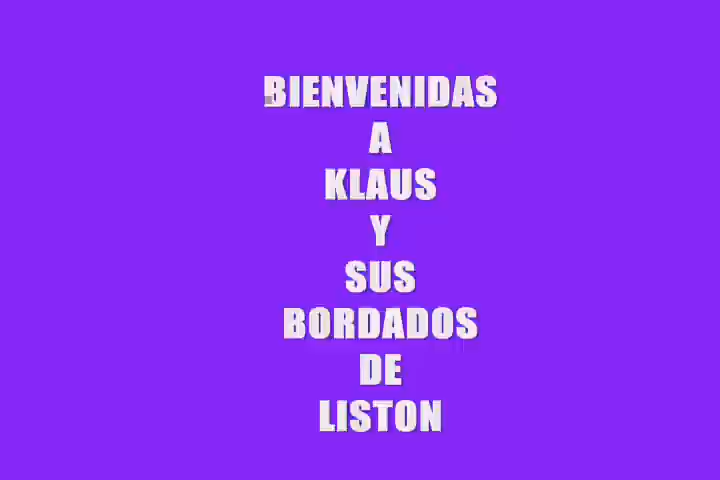 BIENVENIDAS
A
KLAUS
Y
SUS
BORDADOS
DE
LISTON